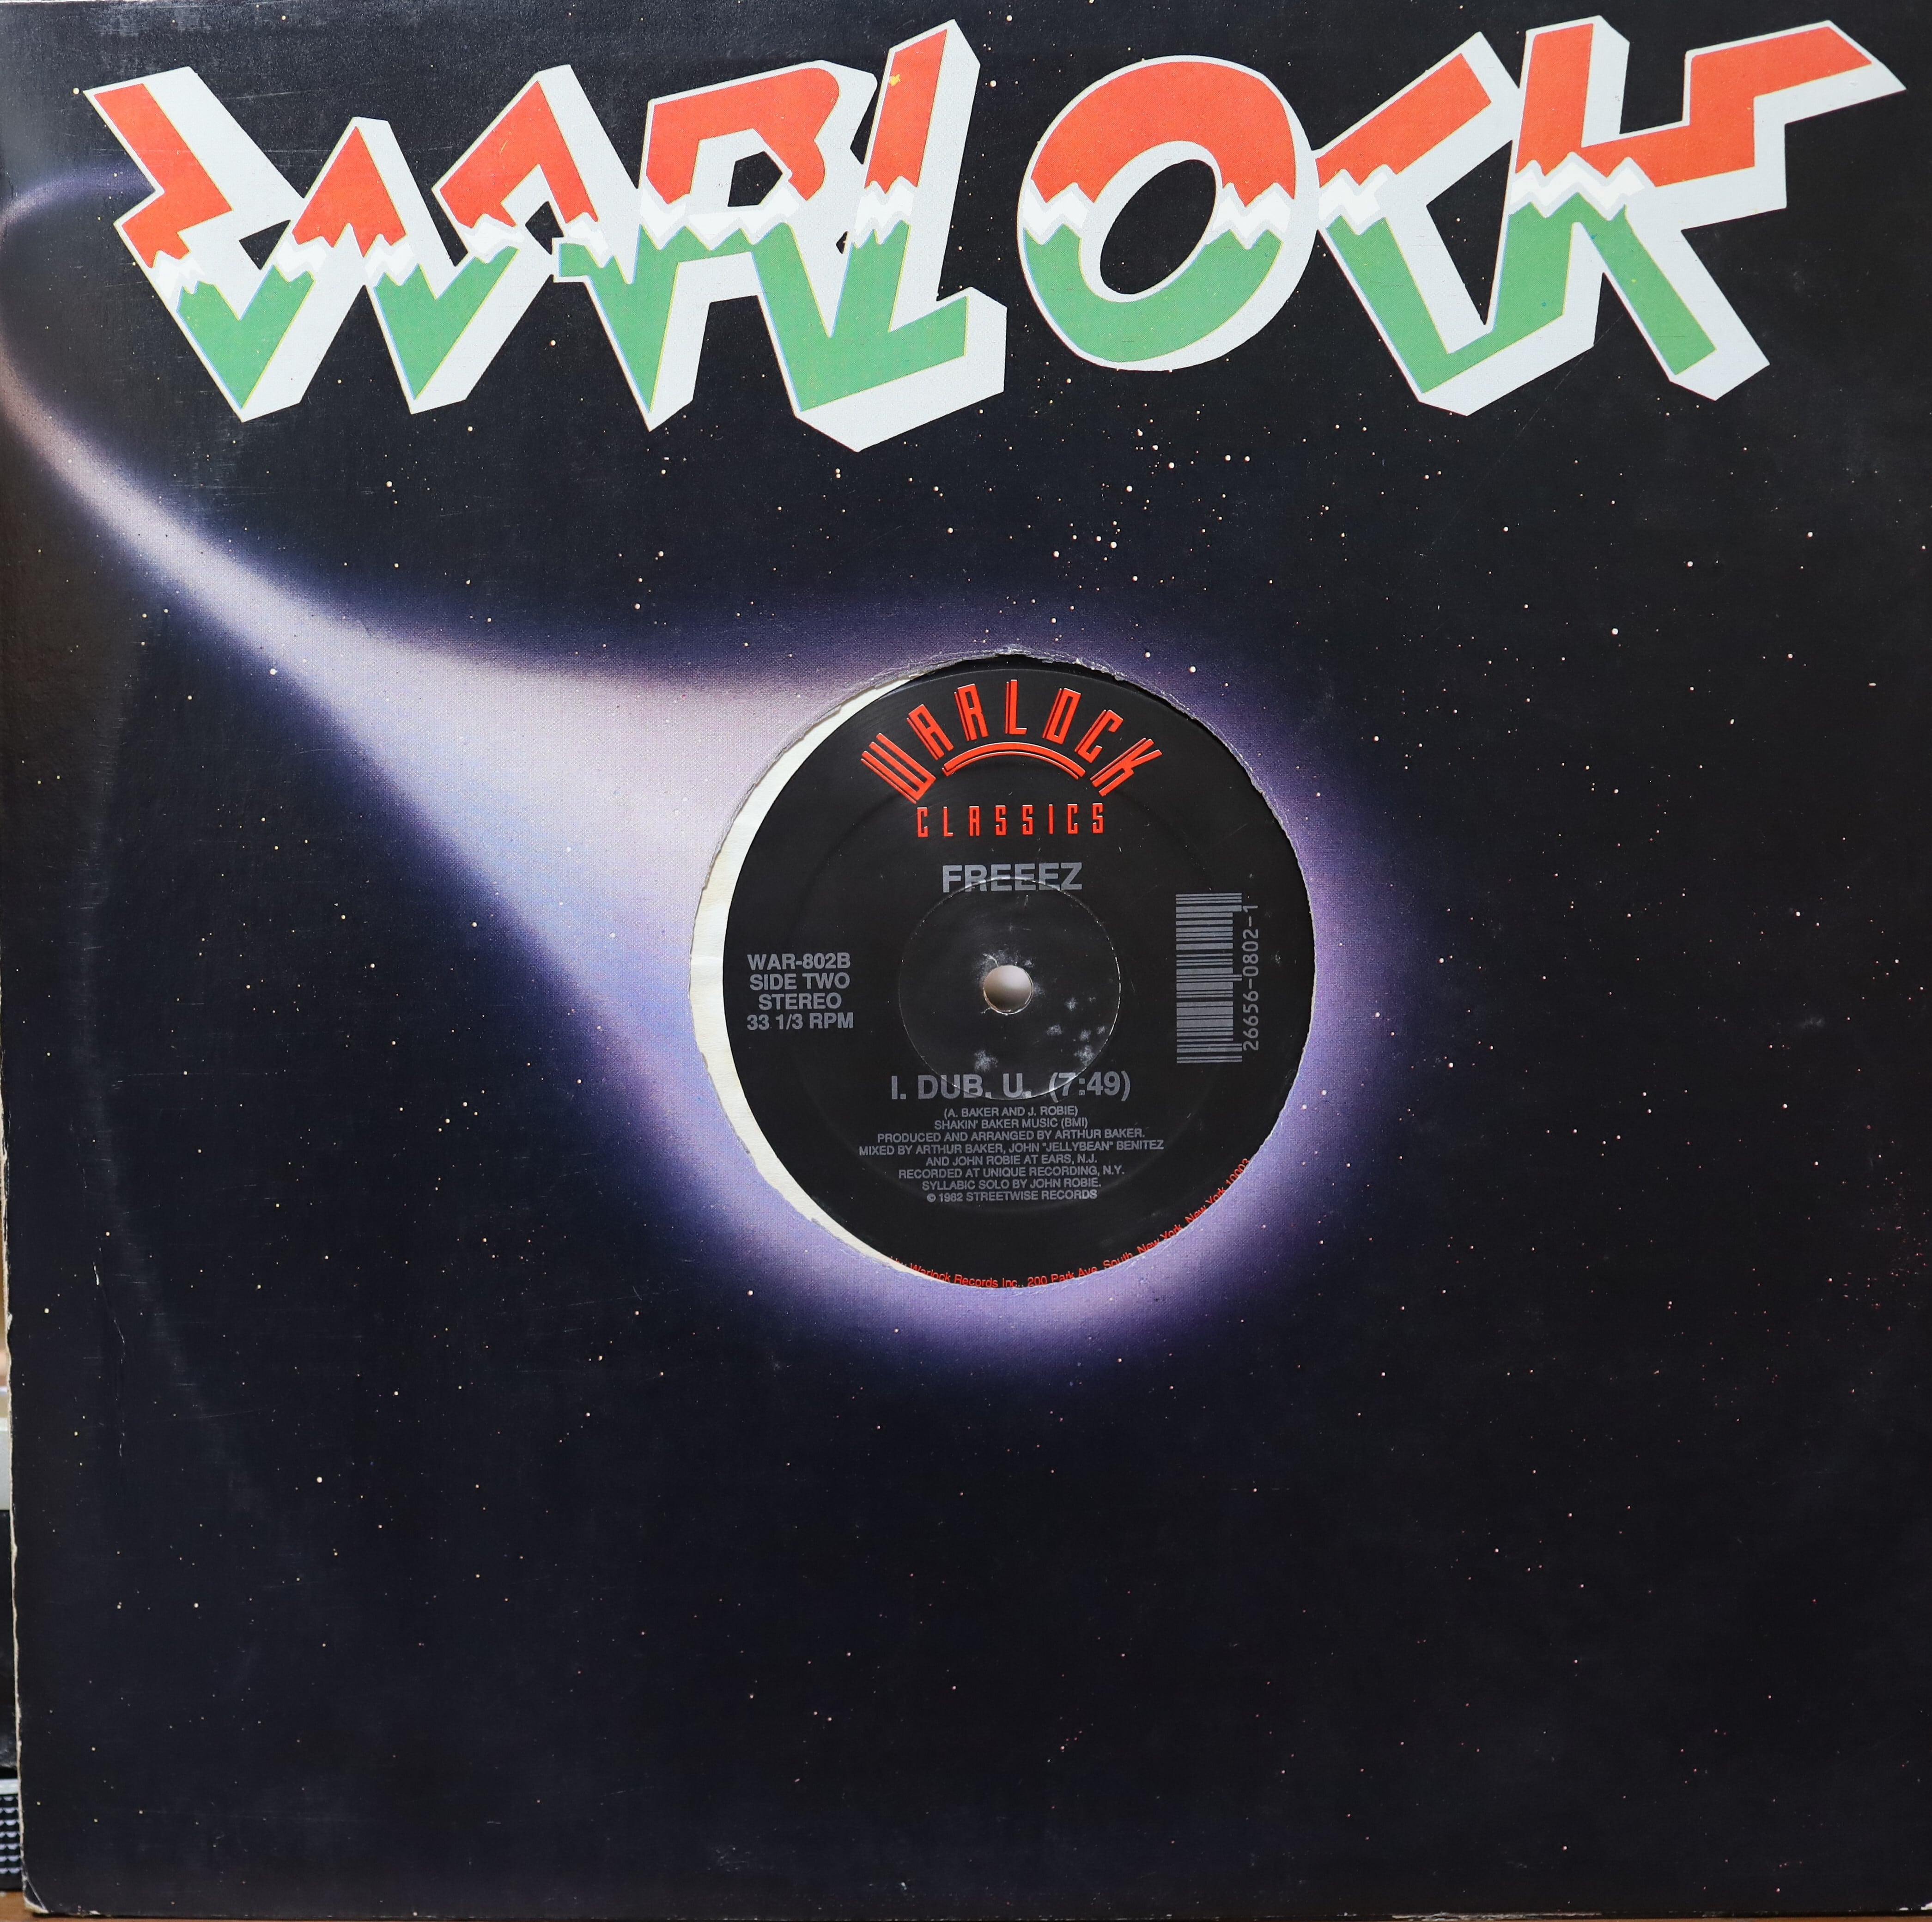 WARLOCK
WARLOCK
CLASSICS
FREEEZ
WAR-802B
SIDE TWO
STEREO
33 1/3 RPM
26656-0802-1
I. DUB. U. (7:49)
(A. BAKER AND J. ROBIE)
SHAKIN' BAKER MUSIC (BMI)
PRODUCED AND ARRANGED BY ARTHUR BAKER.
MIXED BY ARTHUR BAKER, JOHN "JELLYBEAN" BENITEZ
AND JOHN ROBIE AT EARS, N.J.
RECORDED AT UNIQUE RECORDING, N.Y.
SYLLABIC SOLO BY JOHN ROBIE.
© 1982 STREETWISE RECORDS
Warlock Records Inc., 200 Park Ave. South, New York, New York 10003